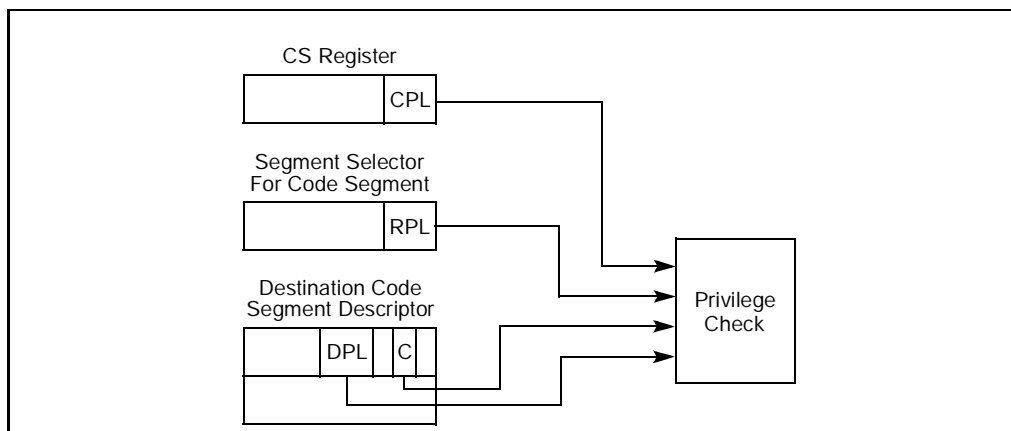 CS Register
CPL
Segment Selector
For Code Segment
RPL
Destination Code
Segment Descriptor
DPL
C
Privilege
Check